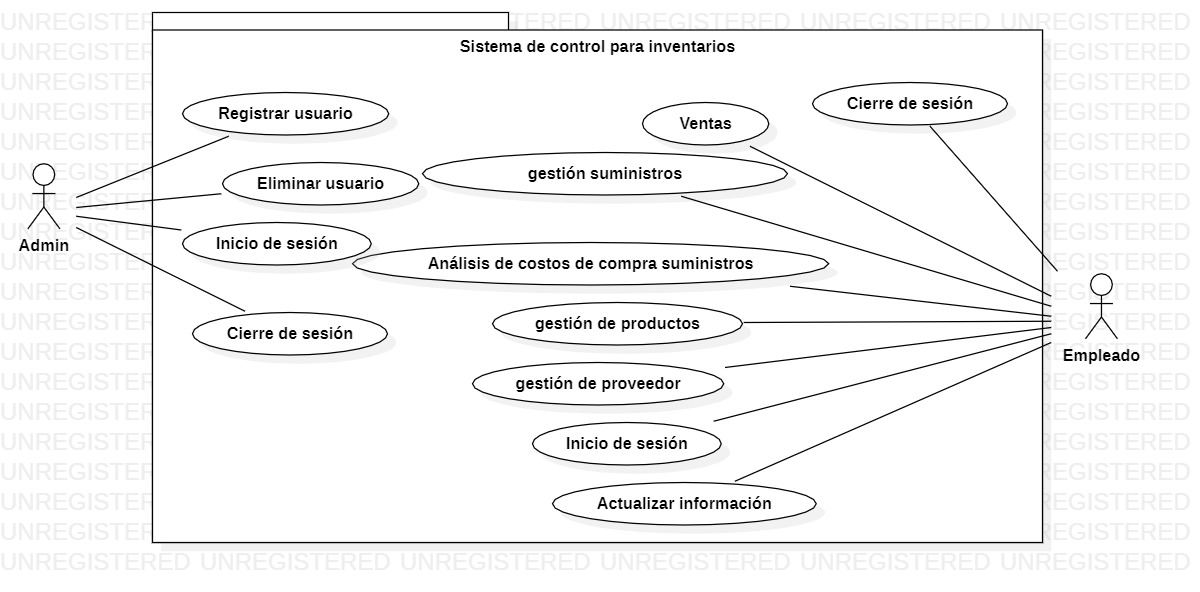 UNREGISTERED UNREGISTERED UNREGISTERED UNREGISTERED UNREGISTERED UNREGISTERED
Sistema de control para inventarios
Registrar usuario
Ventas
Cierre de sesión
Eliminar usuario
gestión suministros
Admin
Inicio de sesión
Análisis de costos de compra suministros
Cierre de sesión
gestión de productos
Empleado
gestión de proveedor
Inicio de sesión
Actualizar información